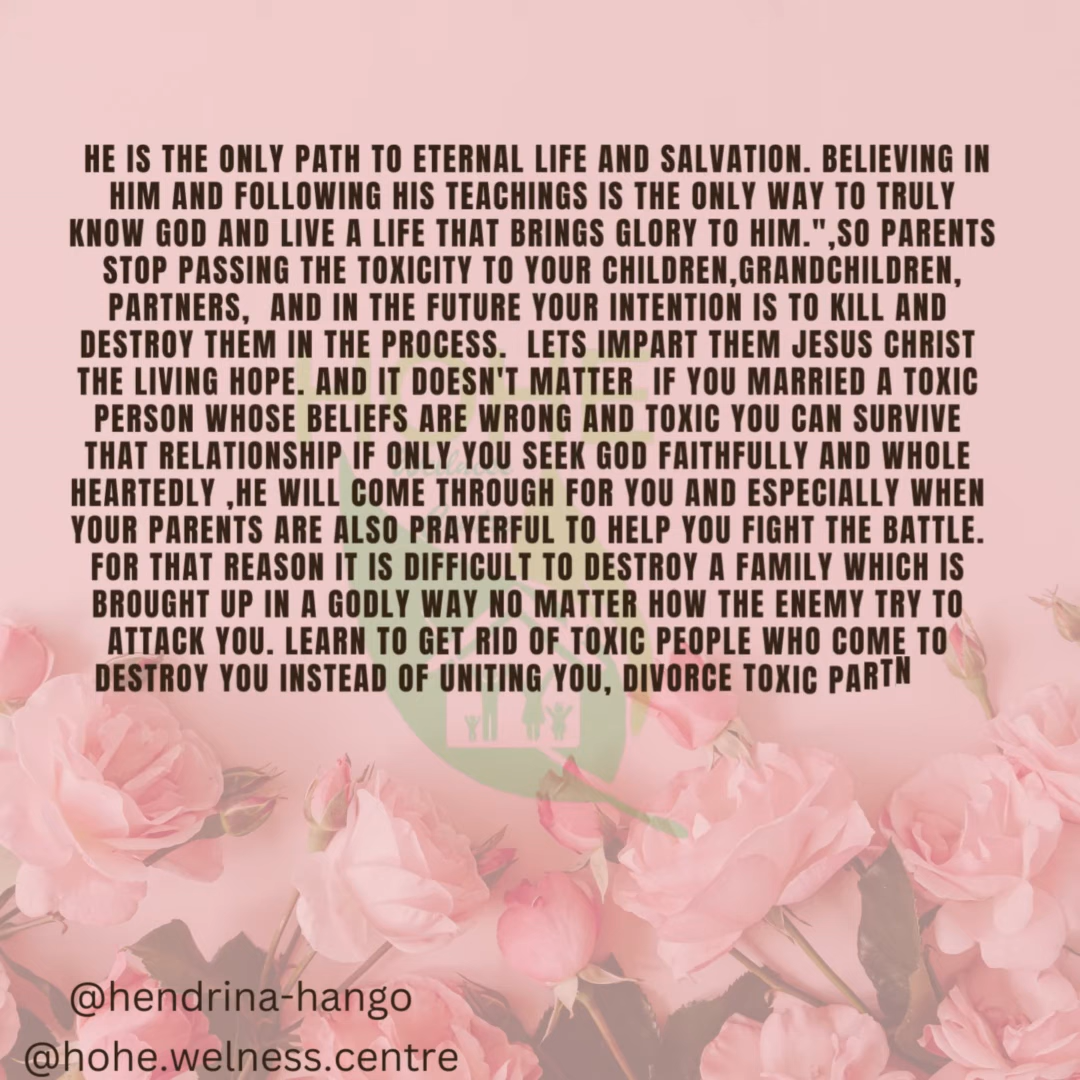 HE IS THE ONLY PATH TO ETERNAL LIFE AND SALVATION. BELIEVING IN
HIM AND FOLLOWING HIS TEACHINGS IS THE ONLY WAY TO TRULY
KNOW GOD AND LIVE A LIFE THAT BRINGS GLORY TO HIM.",SO PARENTS
STOP PASSING THE TOXICITY TO YOUR CHILDREN,GRANDCHILDREN,
PARTNERS,  AND IN THE FUTURE YOUR INTENTION IS TO KILL AND
DESTROY THEM IN THE PROCESS.  LETS IMPART THEM JESUS CHRIST
THE LIVING HOPE. AND IT DOESN'T MATTER  IF YOU MARRIED A TOXIC
PERSON WHOSE BELIEFS ARE WRONG AND TOXIC YOU CAN SURVIVE
THAT RELATIONSHIP IF ONLY YOU SEEK GOD FAITHFULLY AND WHOLE
HEARTEDLY ,HE WILL COME THROUGH FOR YOU AND ESPECIALLY WHEN
YOUR PARENTS ARE ALSO PRAYERFUL TO HELP YOU FIGHT THE BATTLE.
FOR THAT REASON IT IS DIFFICULT TO DESTROY A FAMILY WHICH IS
BROUGHT UP IN A GODLY WAY NO MATTER HOW THE ENEMY TRY TO
ATTACK YOU. LEARN TO GET RID OF TOXIC PEOPLE WHO COME TO
DESTROY YOU INSTEAD OF UNITING YOU, DIVORCE TOXIC PARTN
HOHE
@hendrina-hango
@hohe.welness.centre